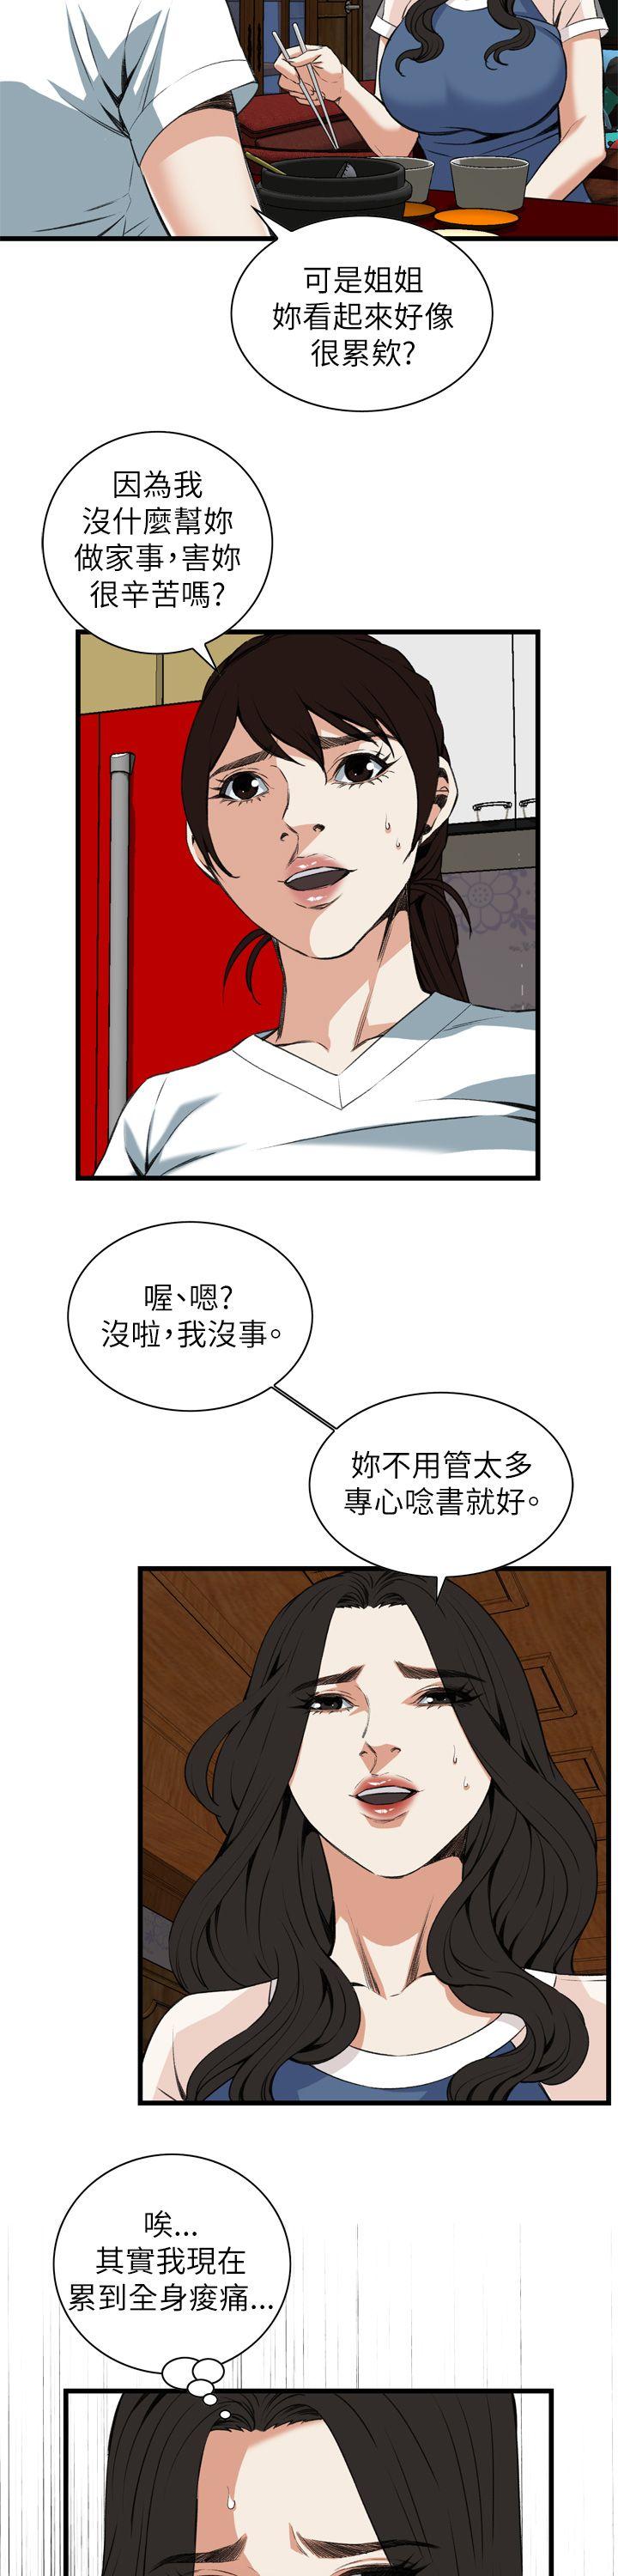 可是姐姐
妳看起來好像
很累欸?
因為我
沒什麼幫妳
做家事,害妳
很辛苦嗎?
喔、嗯?
沒啦,我沒事。
妳不用管太多
專心唸書就好。
唉...
其實我現在
累到全身痠痛...